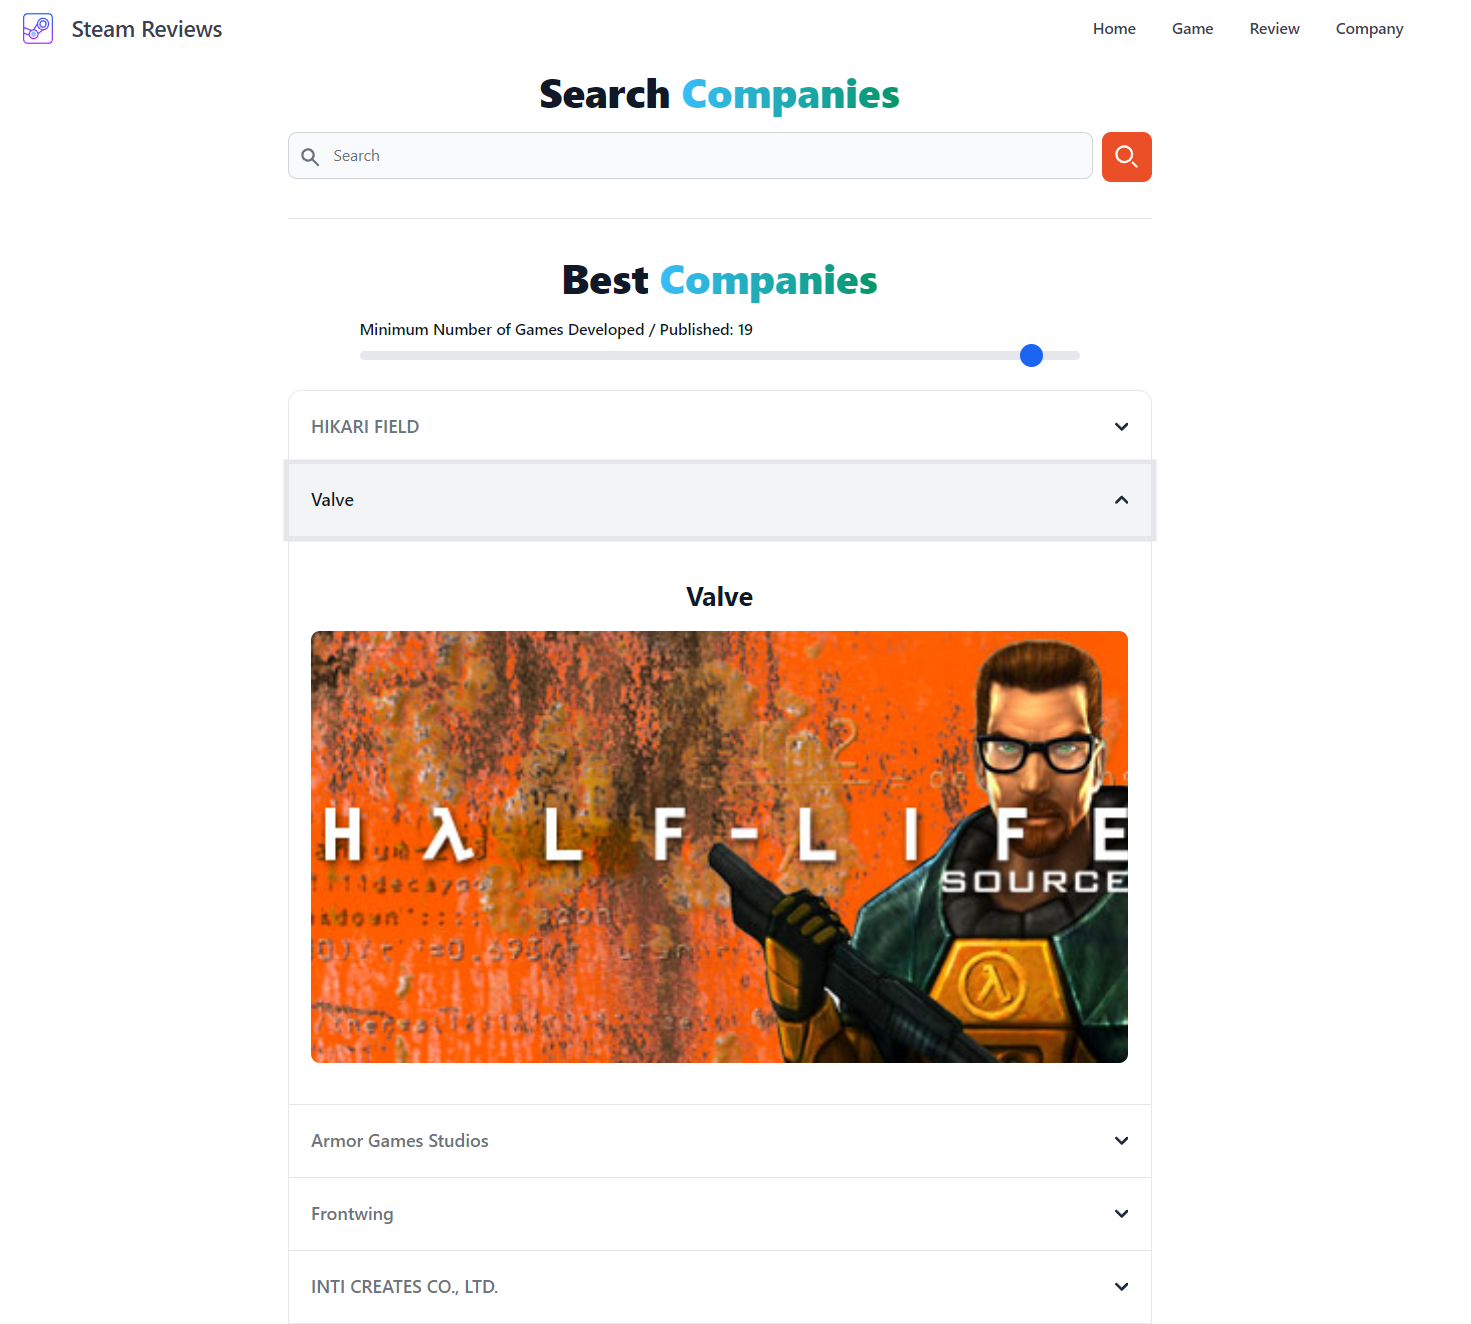 Steam Reviews
Home Game Review Company
Search Companies
Search
Best Companies
Minimum Number of Games Developed / Published: 19
HIKARI FIELD
Valve
Valve
HλLF-LIFE
SOURCE
Armor Games Studios
Frontwing
INTI CREATES CO., LTD.